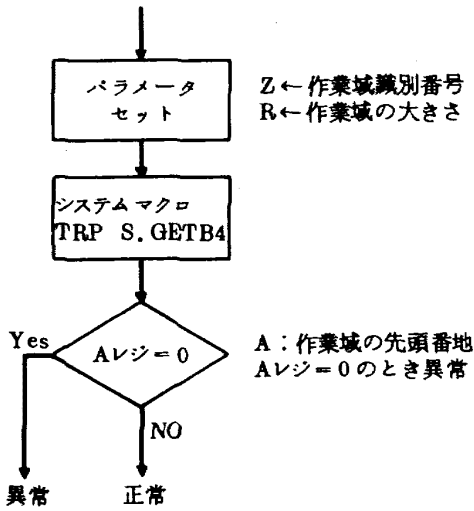 パラメータ
セット
Z←作業域識別番号
R←作業域の大きさ
システムマクロ
TRP S.GETB4
Yes
Aレジ=0
A:作業域の先頭番地
Aレジ=0のとき異常
NO
異常
正常